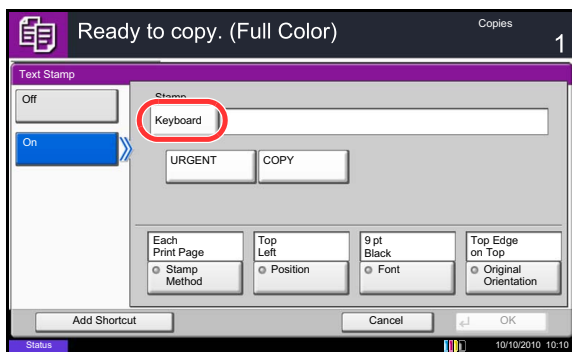 Ready to copy. (Full Color)
Copies
1
Text Stamp
Off
Stamp
Keyboard
On
URGENT
COPY
Each
Print Page
Top
Left
9 pt
Black
Top Edge
on Top
Stamp
Method
Position
Font
Original
Orientation
Add Shortcut
Cancel
OK
Status
10/10/2010 10:10